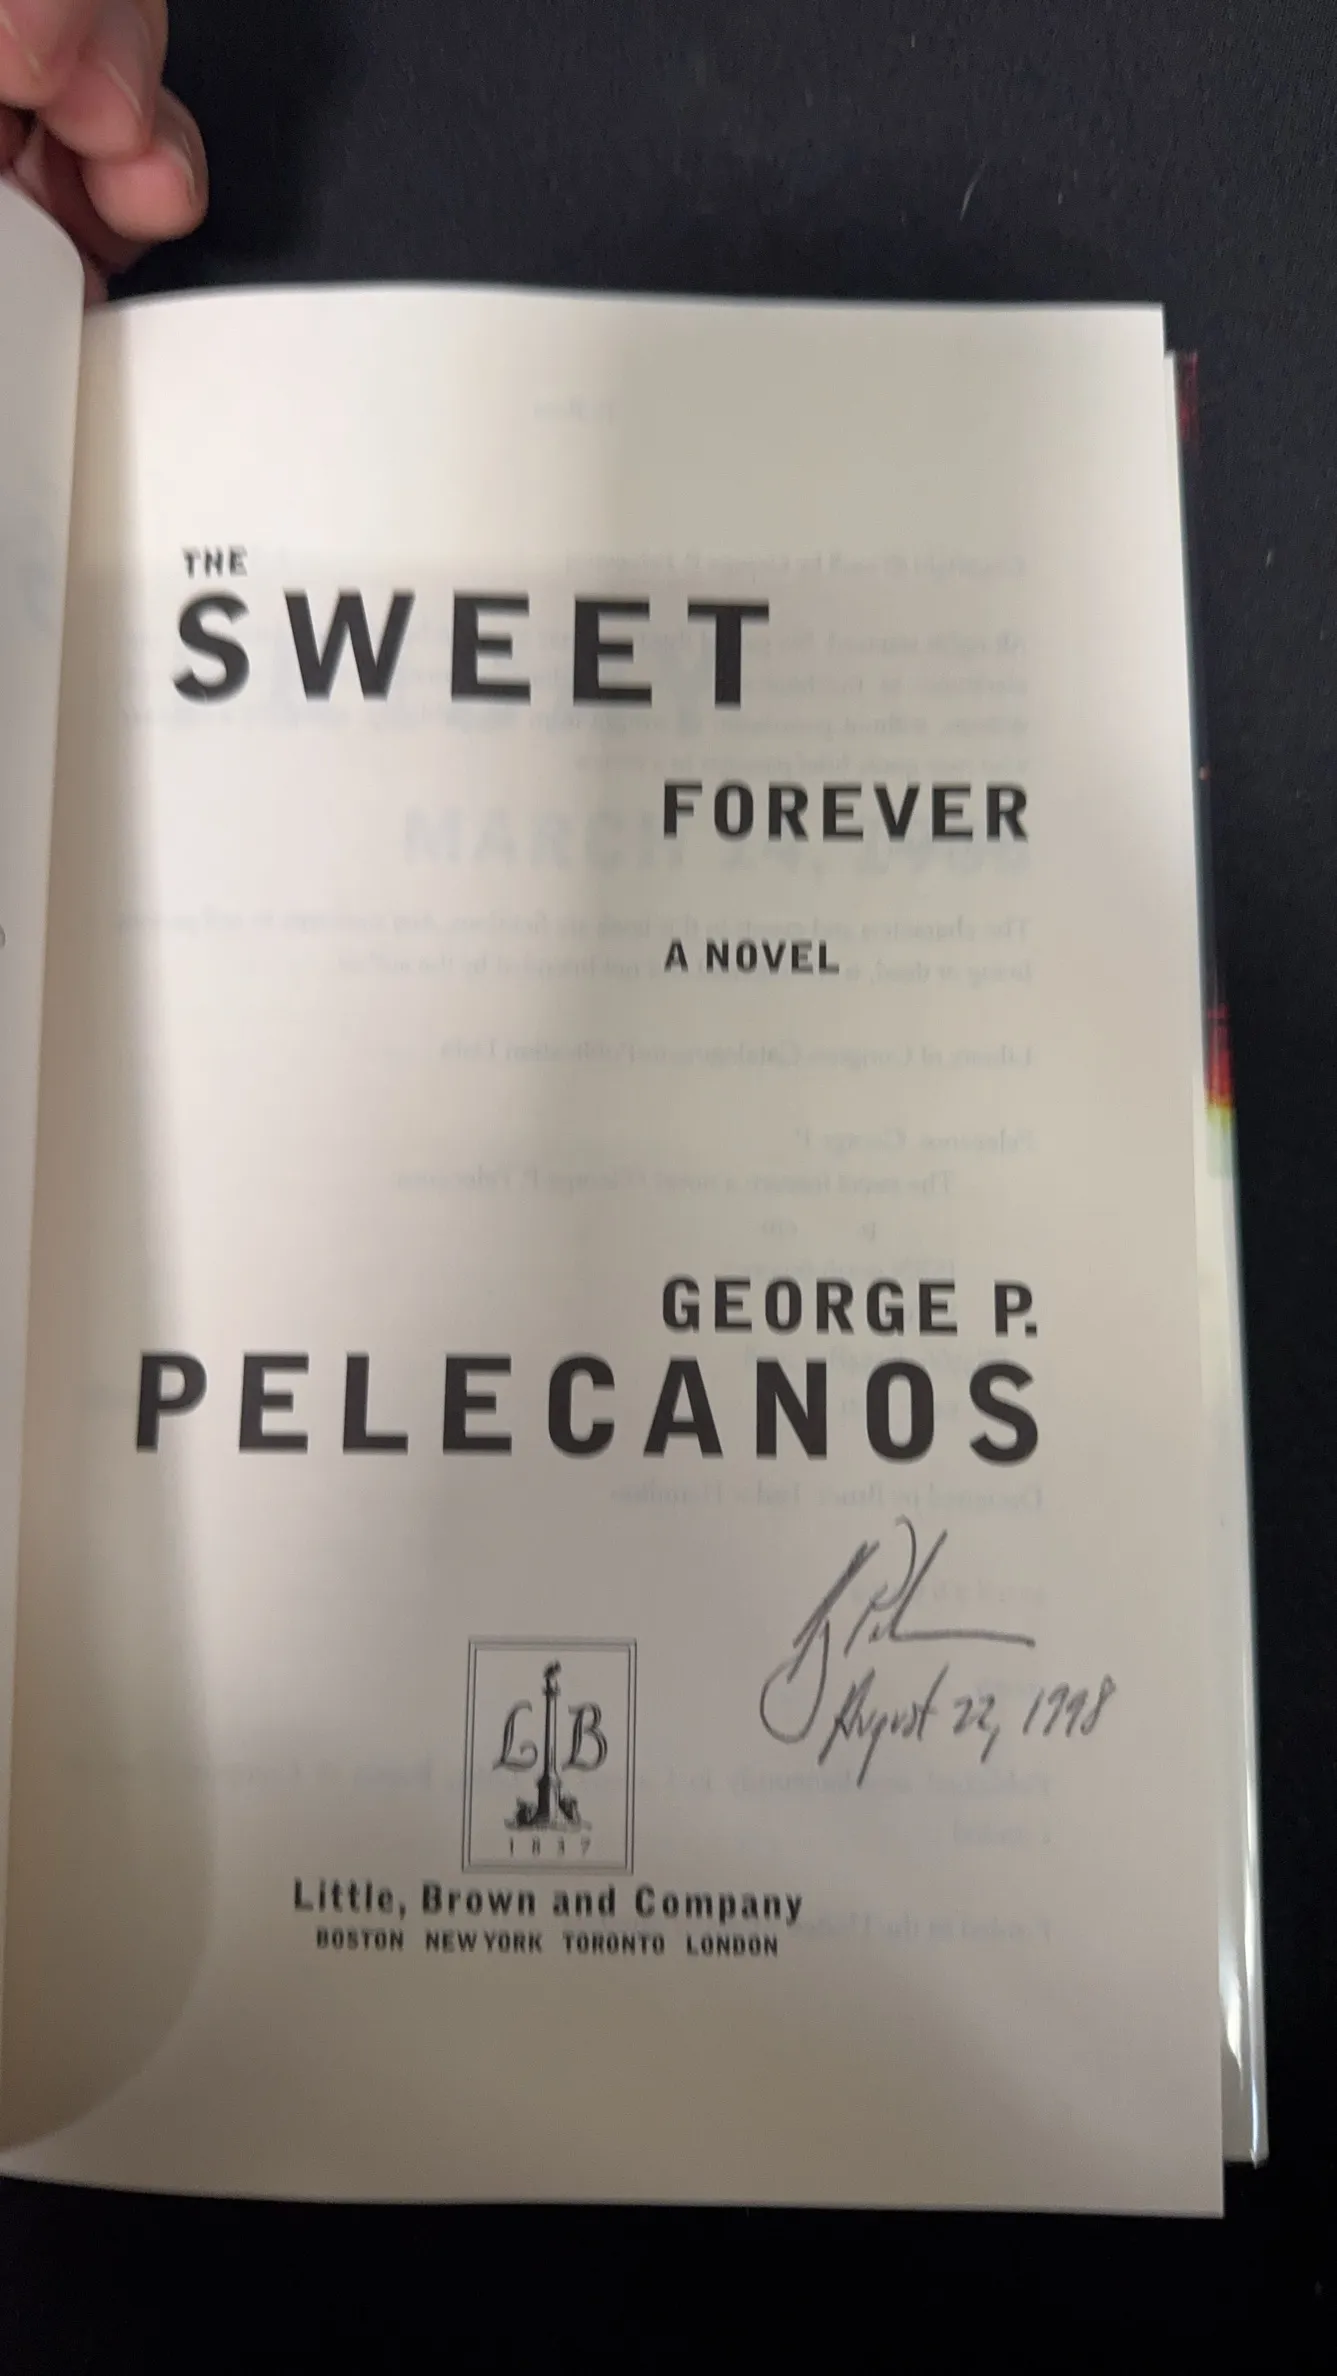 THE
SWEET
FOREVER
A NOVEL
GEORGE P.
PELECANOS
August 22, 1998
L B
1837
Little, Brown and Company
BOSTON NEW YORK TORONTO LONDON